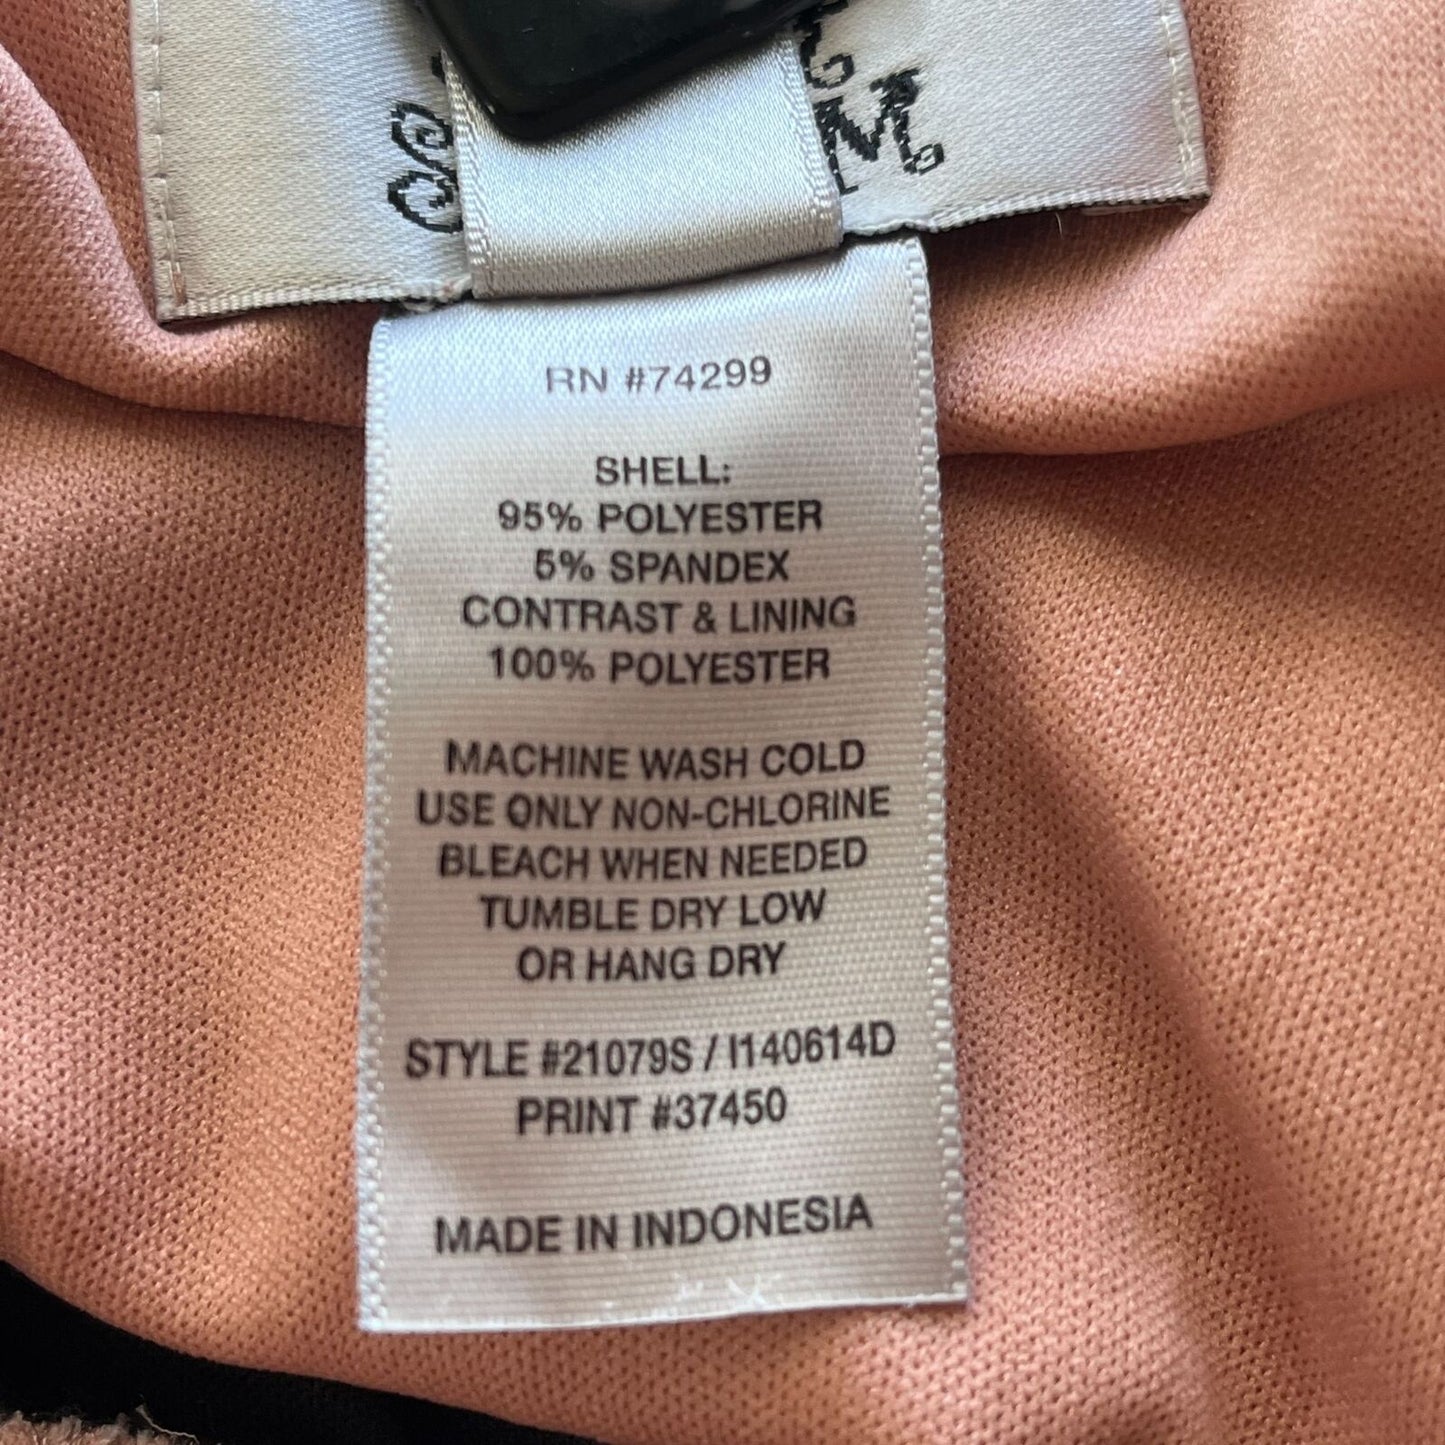 M
RN #74299
SHELL:
95% POLYESTER
5% SPANDEX
CONTRAST & LINING
100% POLYESTER
MACHINE WASH COLD
USE ONLY NON-CHLORINE
BLEACH WHEN NEEDED
TUMBLE DRY LOW
OR HANG DRY
STYLE #21079S / I140614D
PRINT #37450
MADE IN INDONESIA